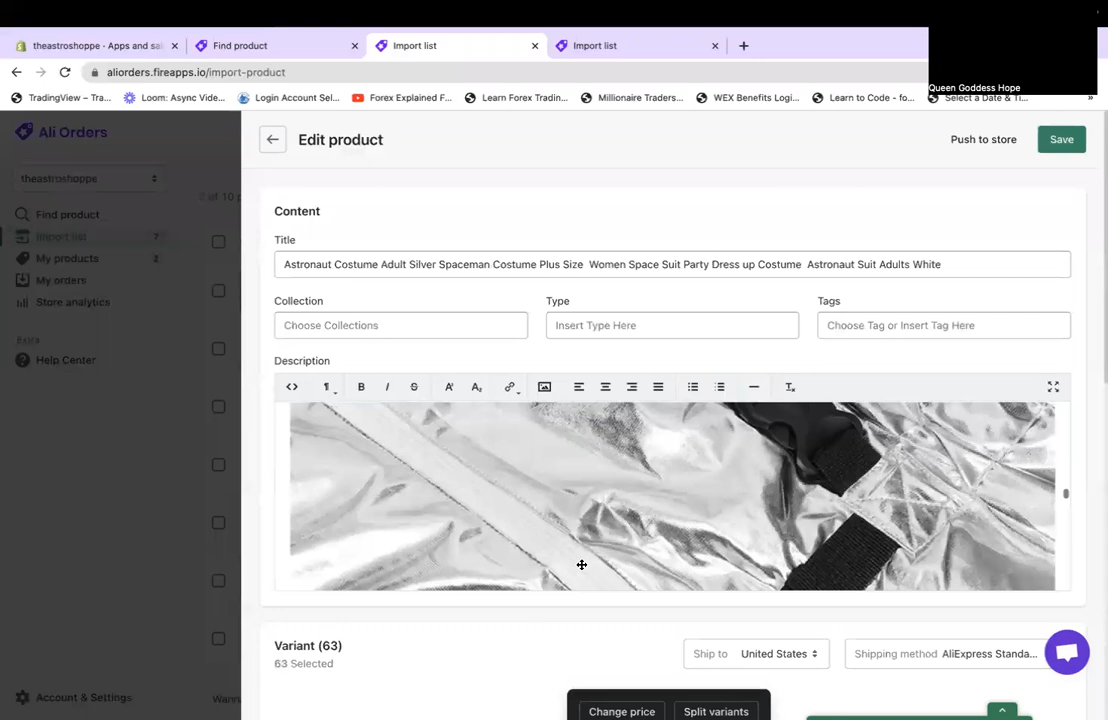 theastroshoppe · Apps and sal
Find product
Import list
Import list
aliorders.fireapps.io/import-product
Queen Goddess Hope
TradingView – Tra...
Loom: Async Vide...
Login Account Sel...
Forex Explained F...
Learn Forex Tradin...
Millionaire Traders...
WEX Benefits Logi...
Learn to Code - fo...
Select a Date & Ti...
»
Ali Orders
Edit product
Push to store
Save
theastroshoppe
of 10 p
Find product
Import list
7
My products
2
My orders
Store analytics
Extra
Help Center
Content
Title
Astronaut Costume Adult Silver Spaceman Costume Plus Size Women Space Suit Party Dress up Costume Astronaut Suit Adults White
Collection
Type
Tags
Choose Collections
Insert Type Here
Choose Tag or Insert Tag Here
Description
Variant (63)
63 Selected
Ship to United States
Shipping method AliExpress Standa...
Account & Settings
Change price
Split variants